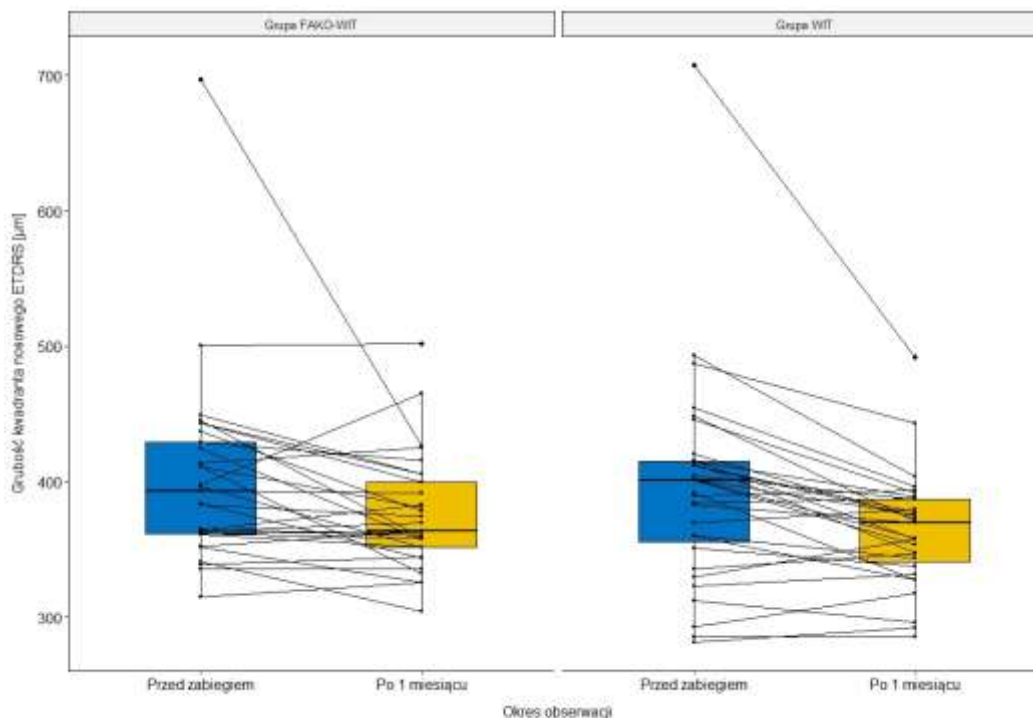 Grupa FAKO-WIT
Grupa WIT
Grubość kwadranta nosowego ETDRS [µm]
700
600
500
400
300
Przed zabiegiem
Po 1 miesiącu
Przed zabiegiem
Po 1 miesiącu
Okres obserwacji